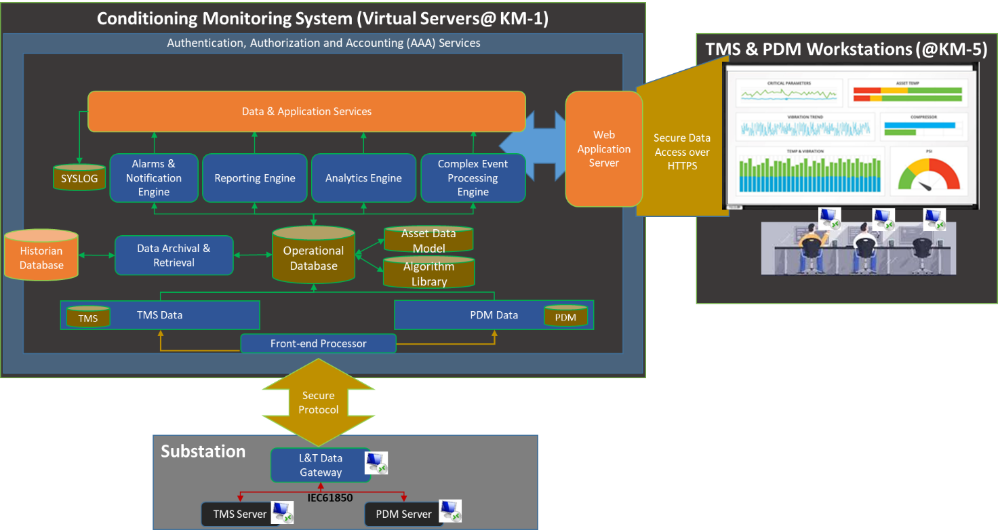 Conditioning Monitoring System (Virtual Servers@ KM-1)
Authentication, Authorization and Accounting (AAA) Services
Data & Application Services
SYSLOG
Alarms &
Notification
Engine
Reporting Engine
Analytics Engine
Complex Event
Processing
Engine
Web
Application
Server
Secure Data
Access over
HTTPS
TMS & PDM Workstations (@KM-5)
CRITICAL PARAMETERS
ASSET TEMP
VIBRATION TREND
COMPRESSOR
TEMP & VIBRATION
PSI
Historian
Database
Data Archival &
Retrieval
Operational
Database
Asset Data
Model
Algorithm
Library
TMS
TMS Data
PDM Data
PDM
Front-end Processor
Secure
Protocol
Substation
L&T Data
Gateway
IEC61850
TMS Server
PDM Server